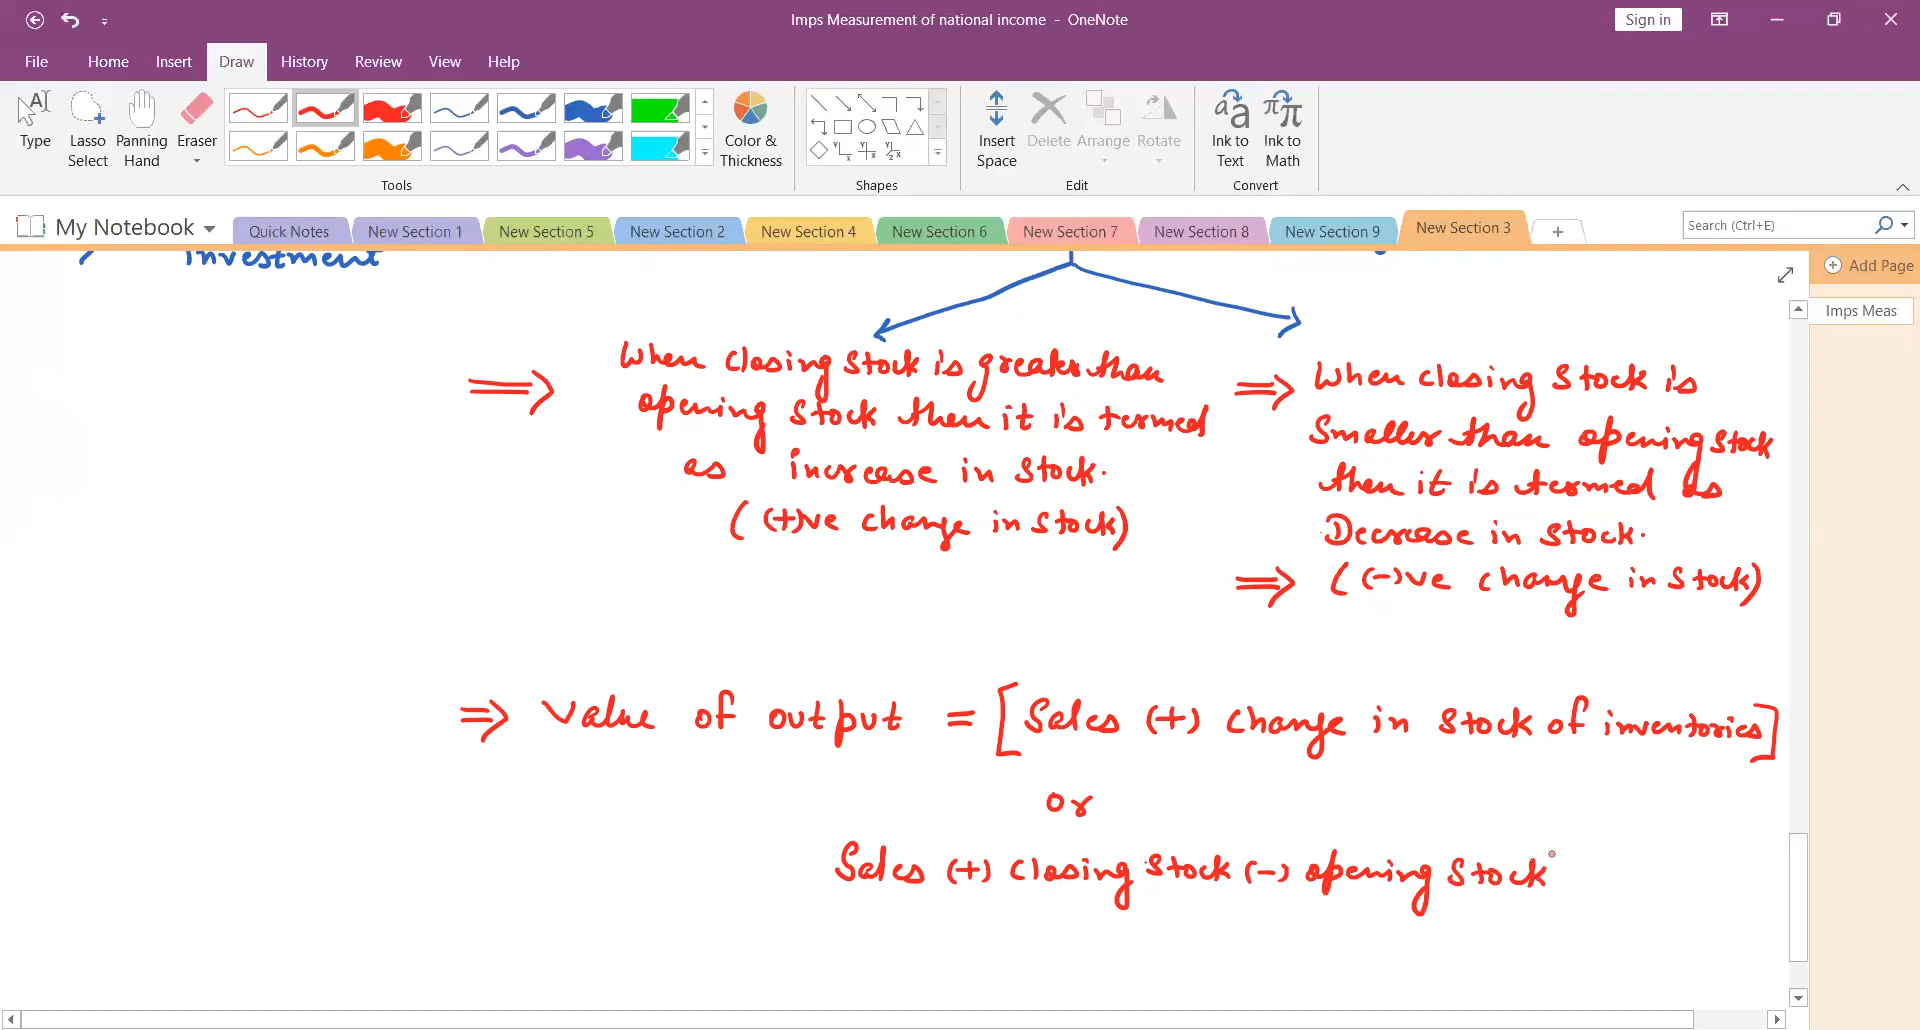 Imps Measurement of national income - OneNote
Sign in
File Home Insert Draw History Review View Help
Type
Lasso Select
Panning Hand
Eraser
Color & Thickness
Insert Space
Delete
Arrange
Rotate
Ink to Text
Ink to Math
Tools
Shapes
Edit
Convert
My Notebook
Quick Notes
New Section 1
New Section 5
New Section 2
New Section 4
New Section 6
New Section 7
New Section 8
New Section 9
New Section 3
Search (Ctrl+E)
Add Page
Imps Meas
investment
When closing stock is greater than
opening stock then it is termed
as increase in stock.
((+)ve change in stock)
⇒ When closing stock is
smaller than opening stock
then it is termed as
Decrease in stock.
⇒ ((-)ve change in stock)
⇒ Value of output = [Sales (+) change in stock of inventories]
or
Sales (+) closing stock (-) opening stock